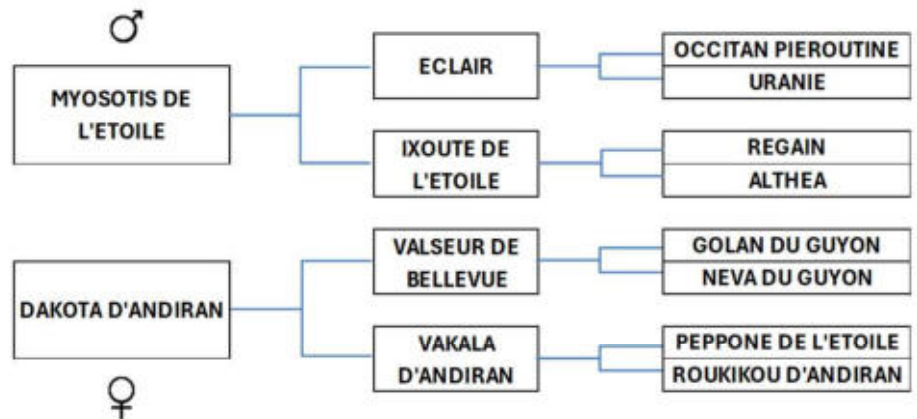 ♂
MYOSOTIS DE
L'ETOILE
ECLAIR
OCCITAN PIEROUTINE
URANIE
IXOUTE DE
L'ETOILE
REGAIN
ALTHEA
DAKOTA D'ANDIRAN
♀
VALSEUR DE
BELLEVUE
GOLAN DU GUYON
NEVA DU GUYON
VAKALA
D'ANDIRAN
PEPPONE DE L'ETOILE
ROUKIKOU D'ANDIRAN